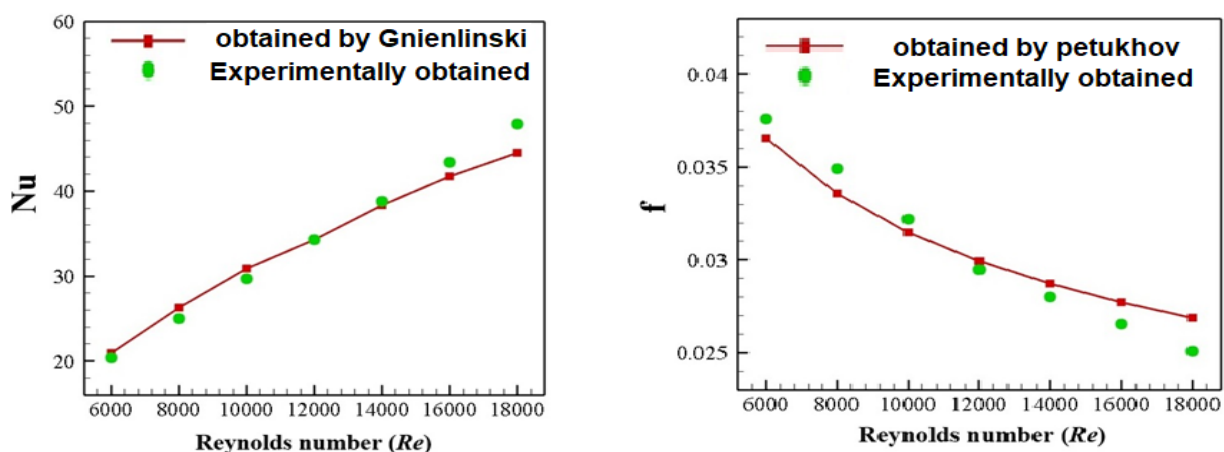 60
obtained by Gnienlinski
Experimentally obtained
50
40
30
20
Nu
6000 8000 10000 12000 14000 16000 18000
Reynolds number (Re)
obtained by petukhov
Experimentally obtained
0.04
0.035
0.03
0.025
f
6000 8000 10000 12000 14000 16000 18000
Reynolds number (Re)